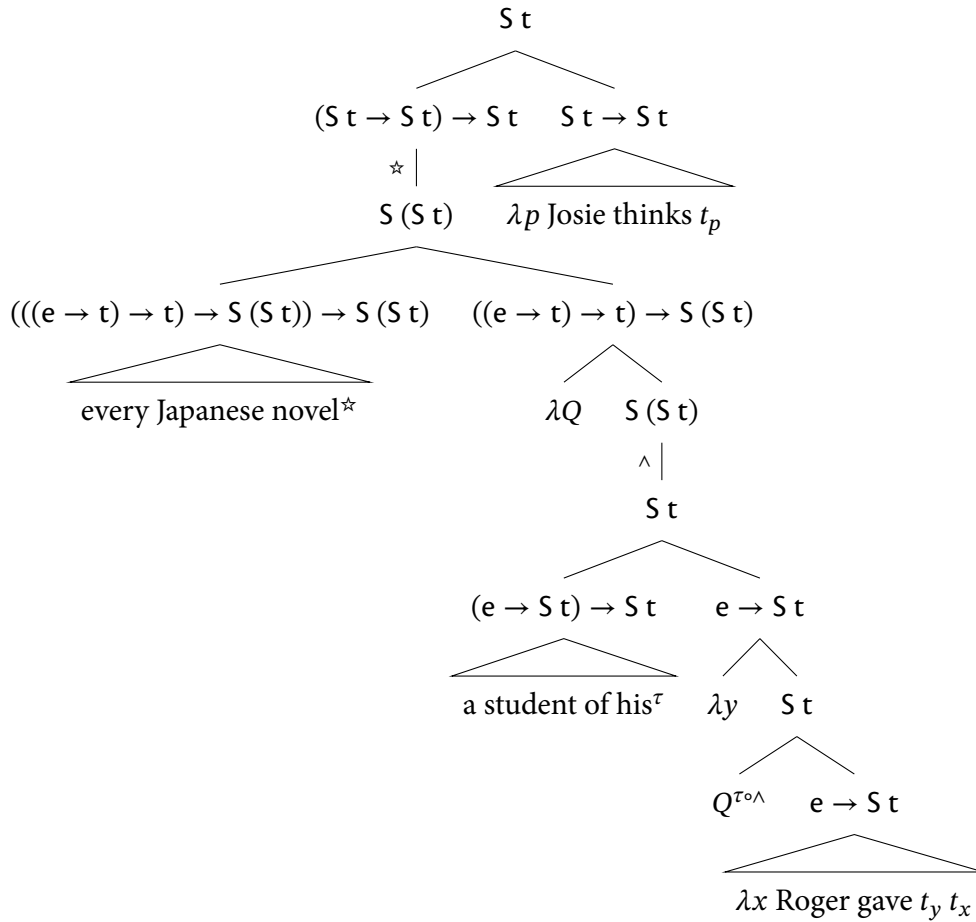 S t
(S t → S t) → S t S t → S t
☆
S (S t) λp Josie thinks t_p
(((e → t) → t) → S (S t)) → S (S t) ((e → t) → t) → S (S t)
every Japanese novel^☆ λQ S (S t)
∧
S t
(e → S t) → S t e → S t
a student of his^τ λy S t
Q^τ∘∧ e → S t
λx Roger gave t_y t_x